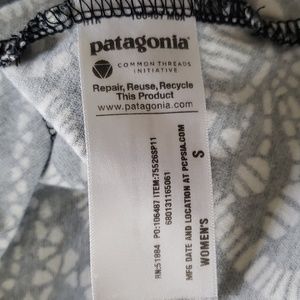 patagonia®
COMMON THREADS
INITIATIVE
Repair, Reuse, Recycle
This Product
www.patagonia.com
RN:51884 PO:106487 ITEM:75526SP11
680131165061
MFG DATE AND LOCATION AT PCPSIA.COM
WOMEN'S S